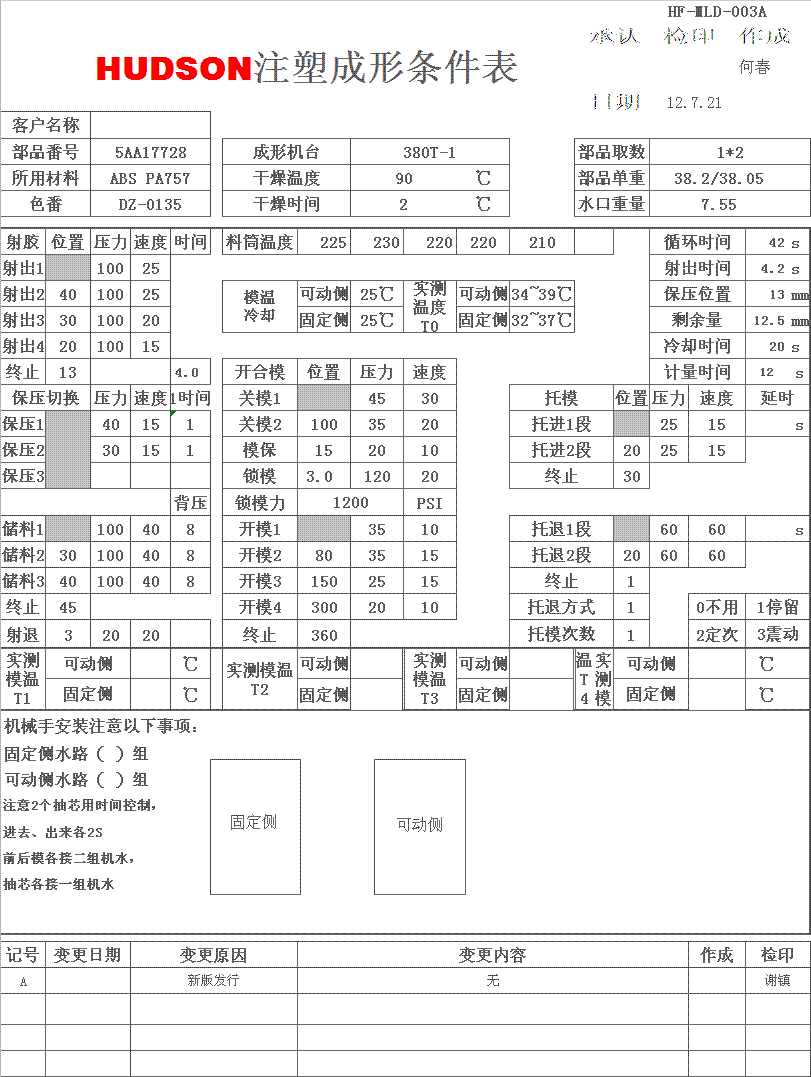 HF-MLD-003A
承认 检印 作成
HUDSON注塑成形条件表
何春
日期 12.7.21
客户名称
部品番号 5AA17728 成形机台 380T-1 部品取数 1*2
所用材料 ABS PA757 干燥温度 90 ℃ 部品单重 38.2/38.05
色番 DZ-0135 干燥时间 2 ℃ 水口重量 7.55
射胶 位置 压力 速度 时间 料筒温度 225 230 220 220 210 循环时间 42 s
射出1 100 25 射出时间 4.2 s
射出2 40 100 25 模温冷却 可动侧 25℃ 实测温度T0 可动侧 34~39℃ 保压位置 13 mm
射出3 30 100 20 固定侧 25℃ 固定侧 32~37℃ 剩余量 12.5 mm
射出4 20 100 15 冷却时间 20 s
终止 13 4.0 开合模 位置 压力 速度 计量时间 12 s
保压切换 压力 速度 1时间 关模1 45 30 托模 位置 压力 速度 延时
保压1 40 15 1 关模2 100 35 20 托进1段 25 15 s
保压2 30 15 1 模保 15 20 10 托进2段 20 25 15
保压3 锁模 3.0 120 20 终止 30
背压 锁模力 1200 PSI
储料1 100 40 8 开模1 35 10 托退1段 60 60 s
储料2 30 100 40 8 开模2 80 35 15 托退2段 20 60 60
储料3 40 100 40 8 开模3 150 25 15 终止 1
终止 45 开模4 300 20 10 托退方式 1 0不用 1停留
射退 3 20 20 终止 360 托模次数 1 2定次 3震动
实测模温T1 可动侧 ℃ 实测模温T2 可动侧 实测模温T3 可动侧 温T4 实测模 可动侧 ℃
固定侧 ℃ 固定侧 固定侧 固定侧 ℃
机械手安装注意以下事项：
固定侧水路（ ）组
可动侧水路（ ）组
注意2个抽芯用时间控制，
进去、出来各2S
前后模各接二组机水，
抽芯各接一组机水
固定侧 可动侧
记号 变更日期 变更原因 变更内容 作成 检印
A 新版发行 无 谢镇